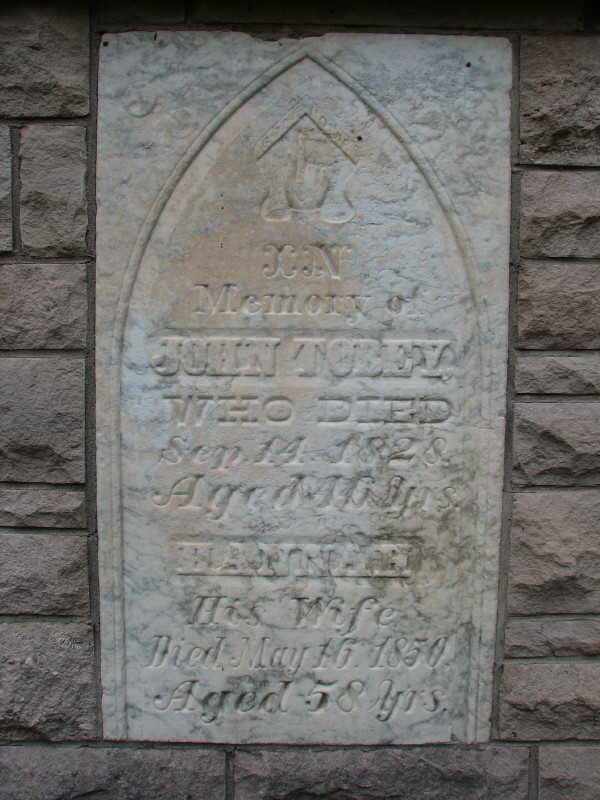 IN
Memory of
JOHN TOBEY,
WHO DIED
Sep. 14. 1828.
Aged yrs.
HANNAH
His Wife
Died, May 16. 1850.
Aged 58 yrs.